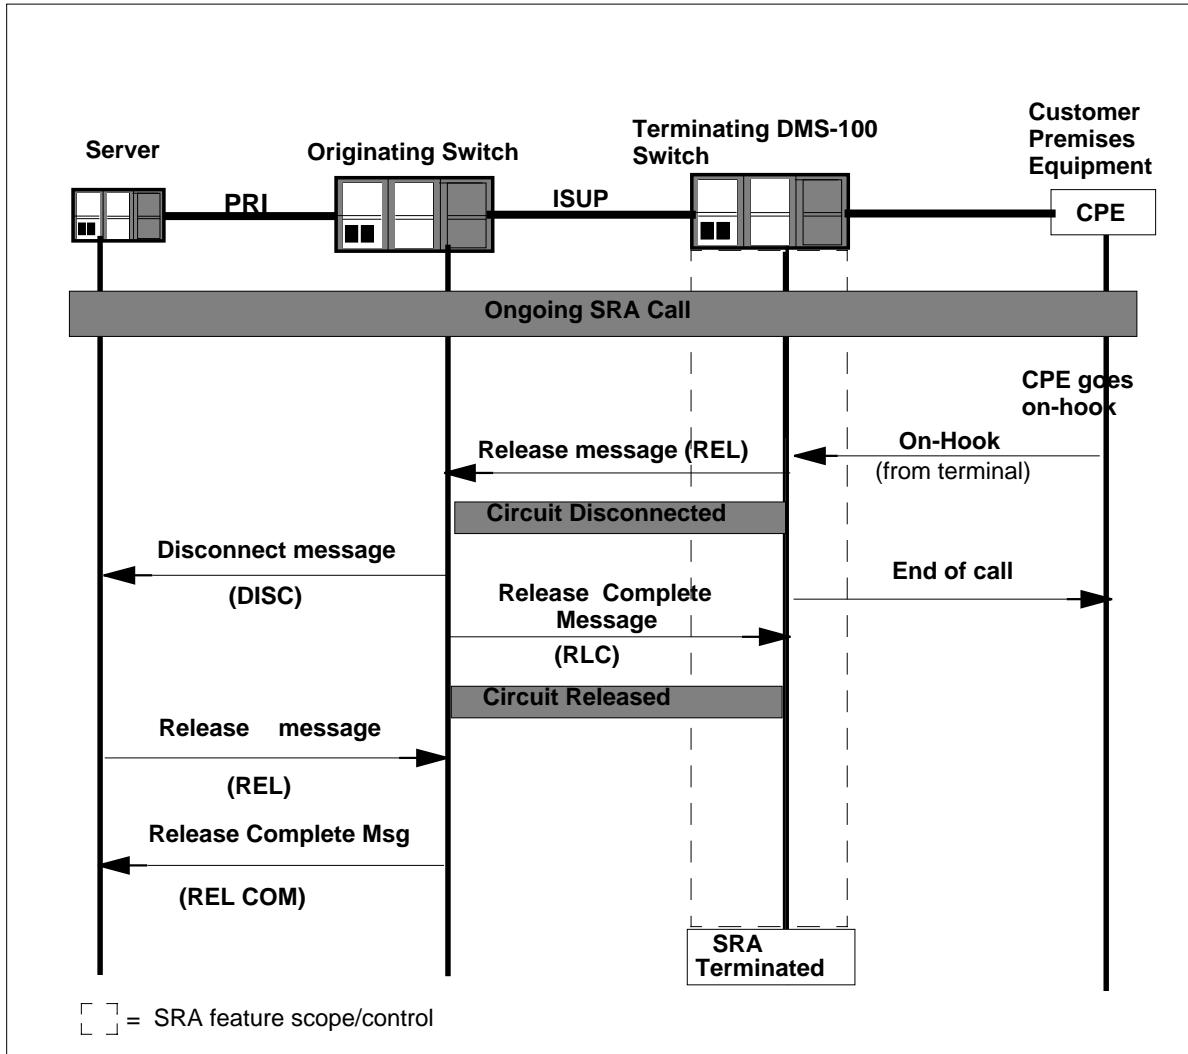 Customer
Premises
Equipment
Terminating DMS-100
Switch
Server
Originating Switch
PRI
ISUP
CPE
Ongoing SRA Call
CPE goes
on-hook
On-Hook
(from terminal)
Release message (REL)
Circuit Disconnected
Disconnect message
(DISC)
End of call
Release Complete
Message
(RLC)
Circuit Released
Release message
(REL)
Release Complete Msg
(REL COM)
SRA
Terminated
= SRA feature scope/control